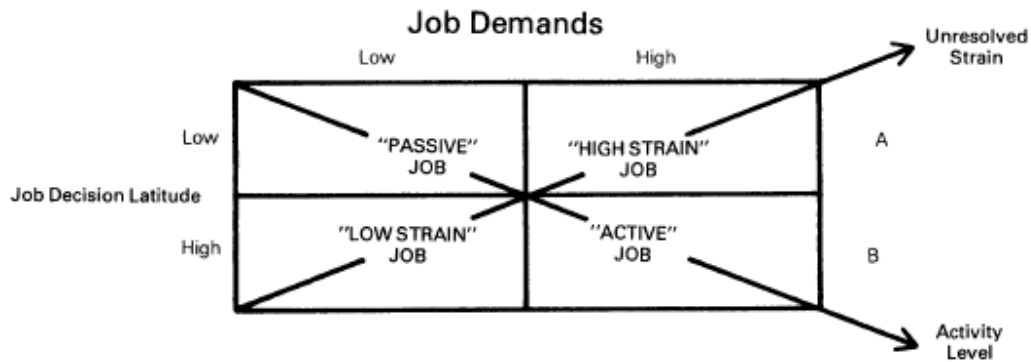 Job Demands
Unresolved
Strain
Low
High
Low
"PASSIVE"
JOB
"HIGH STRAIN"
JOB
A
Job Decision Latitude
High
"LOW STRAIN"
JOB
"ACTIVE"
JOB
B
Activity
Level